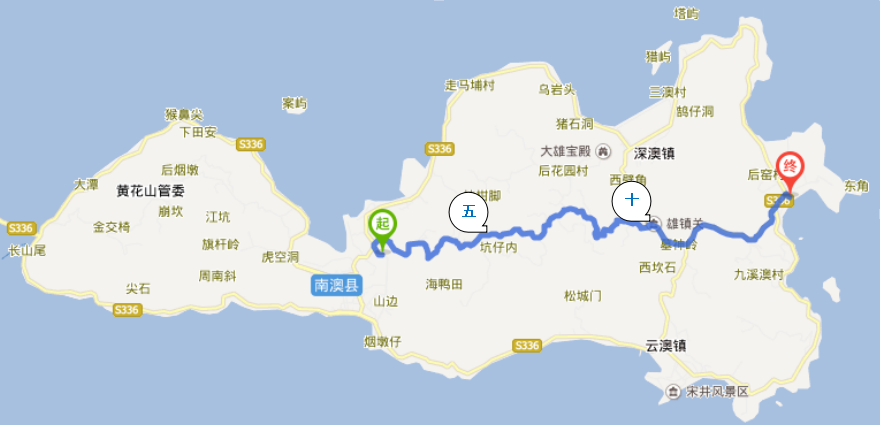 塔屿
猎屿
走马埔村
乌岩头
三澳村
案屿
鹄仔洞
猴鼻尖
下田安
猪石洞
S336
S336
大雄宝殿
深澳镇
后烟墩
后花园村
后窑村
终
大潭
黄花山管委
东角
十
崩坎
江坑
五
金交椅
起
雄镇关
S336
长山尾
旗杆岭
坑仔内
虎空洞
周南斜
西坎石
九溪澳村
南澳县
海鸭田
尖石
山边
松城门
S336
烟墩仔
S336
云澳镇
宋井风景区